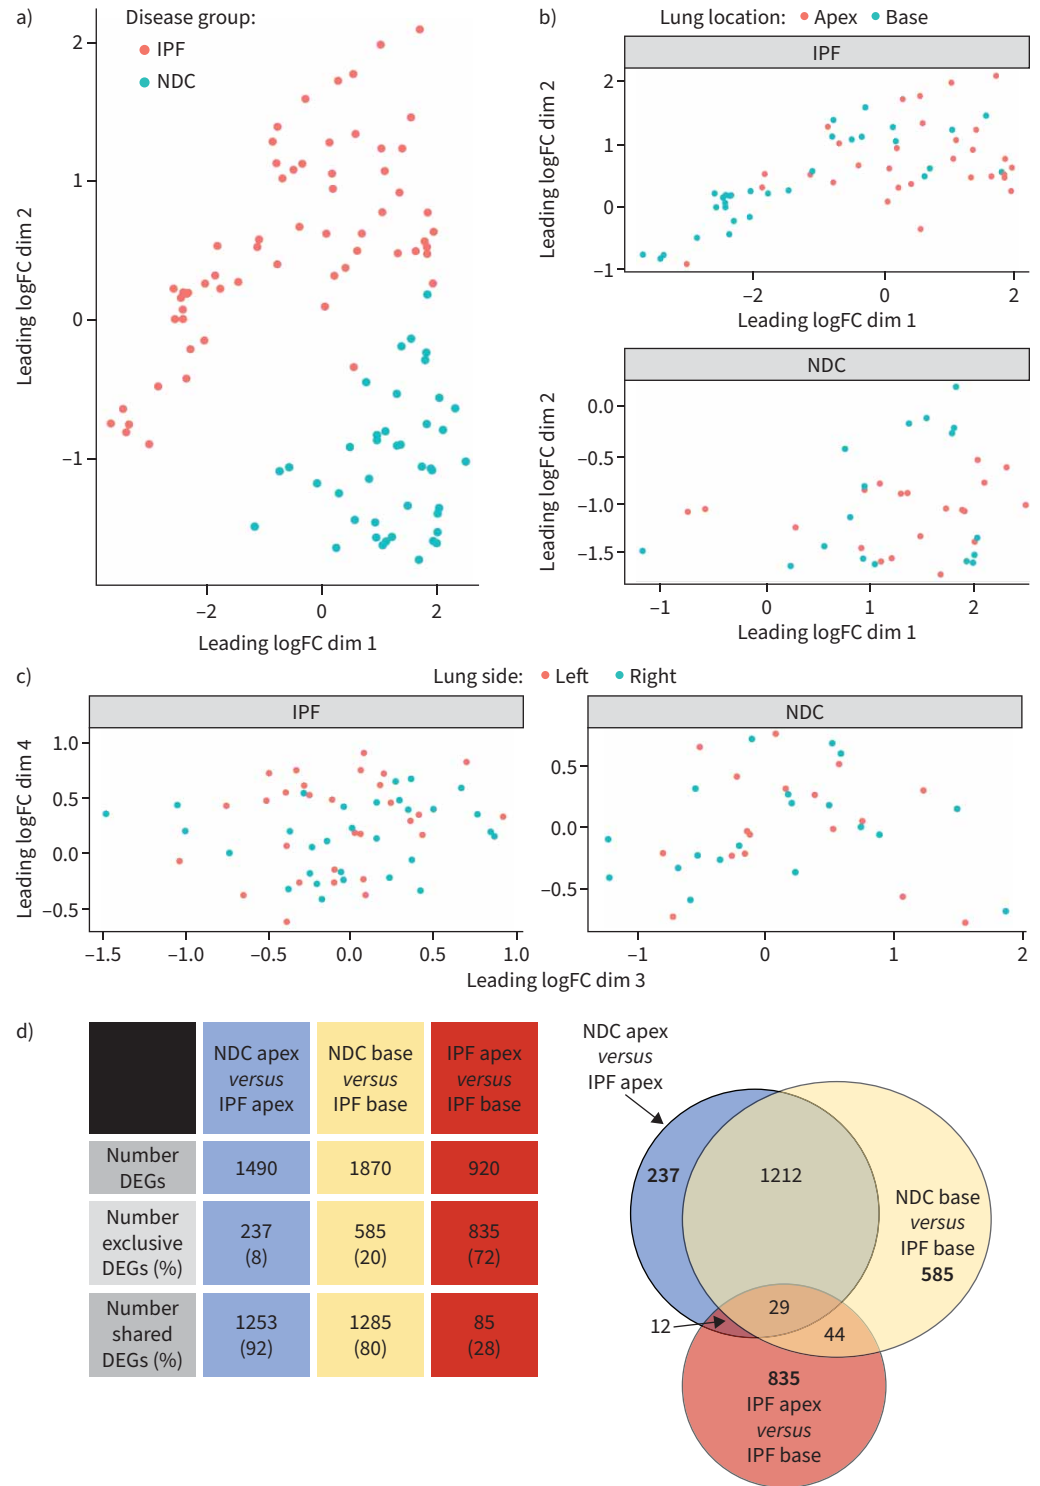 a)
Disease group:
IPF
NDC
2
1
0
–1
Leading logFC dim 2
–2
0
2
Leading logFC dim 1
b)
Lung location: Apex Base
IPF
2
1
0
–1
Leading logFC dim 2
–2
0
2
Leading logFC dim 1
NDC
0.0
–0.5
–1.0
–1.5
Leading logFC dim 2
–1
0
1
2
Leading logFC dim 1
c)
Lung side: Left Right
IPF
1.0
0.5
0.0
–0.5
Leading logFC dim 4
–1.5
–1.0
–0.5
0.0
0.5
1.0
NDC
0.5
0.0
–0.5
–1
0
1
2
Leading logFC dim 3
d)
NDC apex
versus
IPF apex
NDC base
versus
IPF base
IPF apex
versus
IPF base
Number
DEGs
1490
1870
920
Number
exclusive
DEGs (%)
237
(8)
585
(20)
835
(72)
Number
shared
DEGs (%)
1253
(92)
1285
(80)
85
(28)
NDC apex
versus
IPF apex
237
1212
NDC base
versus
IPF base
585
29
12
44
835
IPF apex
versus
IPF base